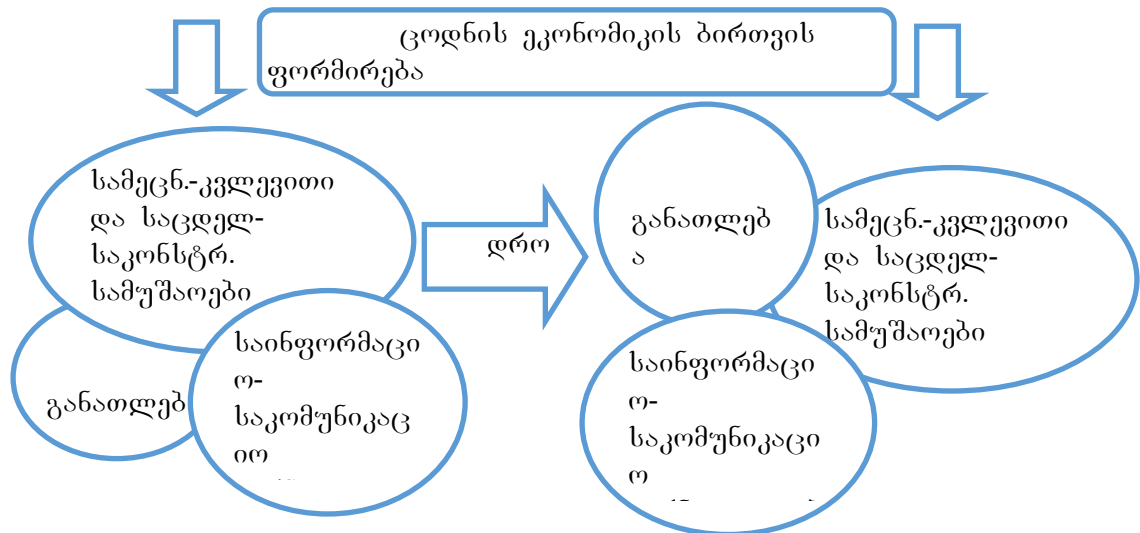 ცოდნის ეკონომიკის ბირთვის
ფორმირება
სამეცნ.-კვლევითი
და საცდელ-
საკონსტრ.
სამუშაოები
განათლებ
საინფორმაცი
ო-
საკომუნიკაც
იო
დრო
განათლებ
ა
სამეცნ.-კვლევითი
და საცდელ-
საკონსტრ.
სამუშაოები
საინფორმაცი
ო-
საკომუნიკაცი
ო